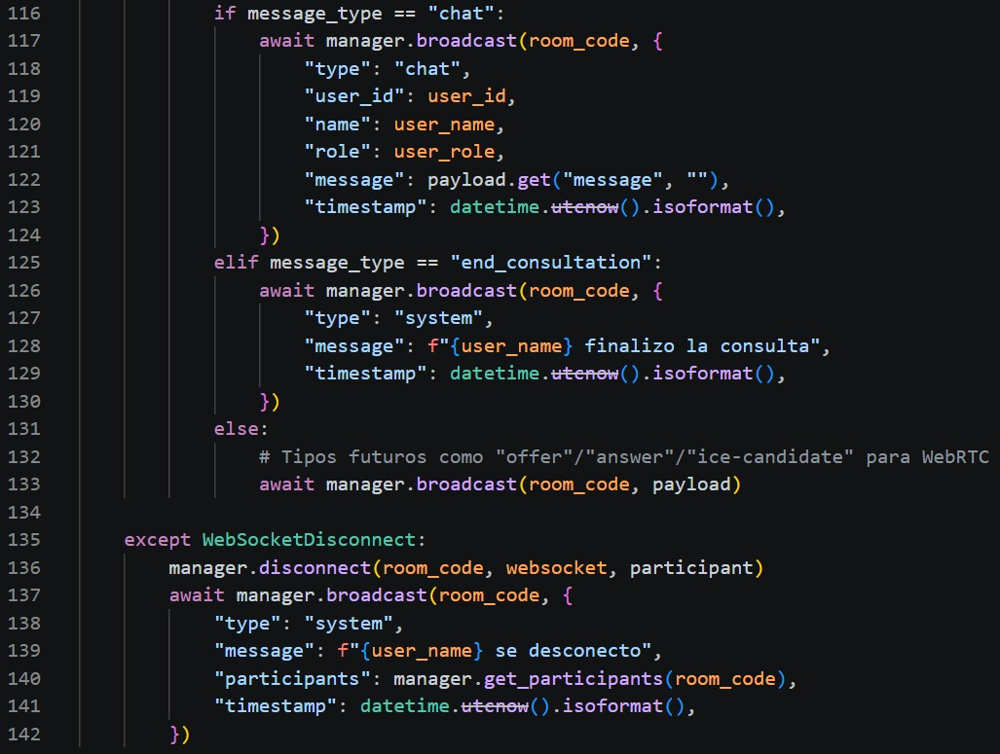 116 if message_type == "chat":
117 await manager.broadcast(room_code, {
118 "type": "chat",
119 "user_id": user_id,
120 "name": user_name,
121 "role": user_role,
122 "message": payload.get("message", ""),
123 "timestamp": datetime.utcnow().isoformat(),
124 })
125 elif message_type == "end_consultation":
126 await manager.broadcast(room_code, {
127 "type": "system",
128 "message": f"{user_name} finalizo la consulta",
129 "timestamp": datetime.utcnow().isoformat(),
130 })
131 else:
132 # Tipos futuros como "offer"/"answer"/"ice-candidate" para WebRTC
133 await manager.broadcast(room_code, payload)
134
135 except WebSocketDisconnect:
136 manager.disconnect(room_code, websocket, participant)
137 await manager.broadcast(room_code, {
138 "type": "system",
139 "message": f"{user_name} se desconecto",
140 "participants": manager.get_participants(room_code),
141 "timestamp": datetime.utcnow().isoformat(),
142 })